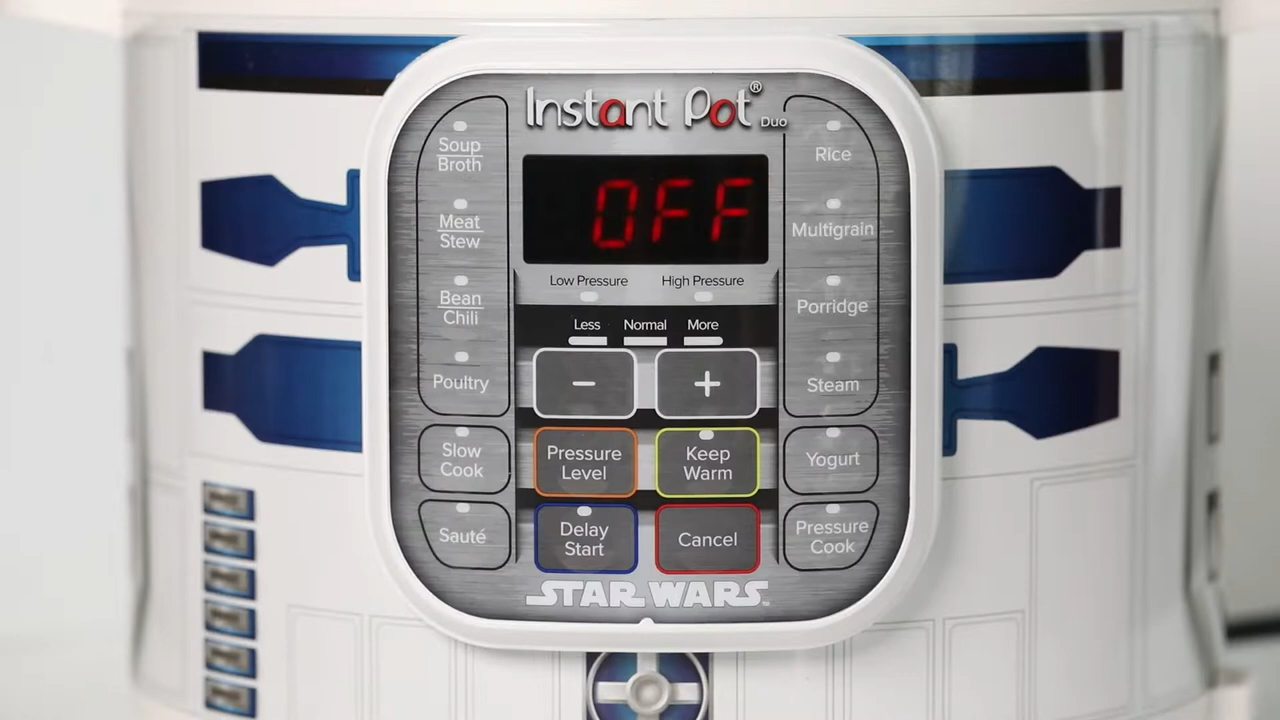 Instant Pot®
Duo
OFF
Low Pressure High Pressure
Less Normal More
− +
Pressure
Level
Keep
Warm
Delay
Start
Cancel
Soup
Broth
Meat
Stew
Bean
Chili
Poultry
Slow
Cook
Sauté
Rice
Multigrain
Porridge
Steam
Yogurt
Pressure
Cook
STAR WARS™